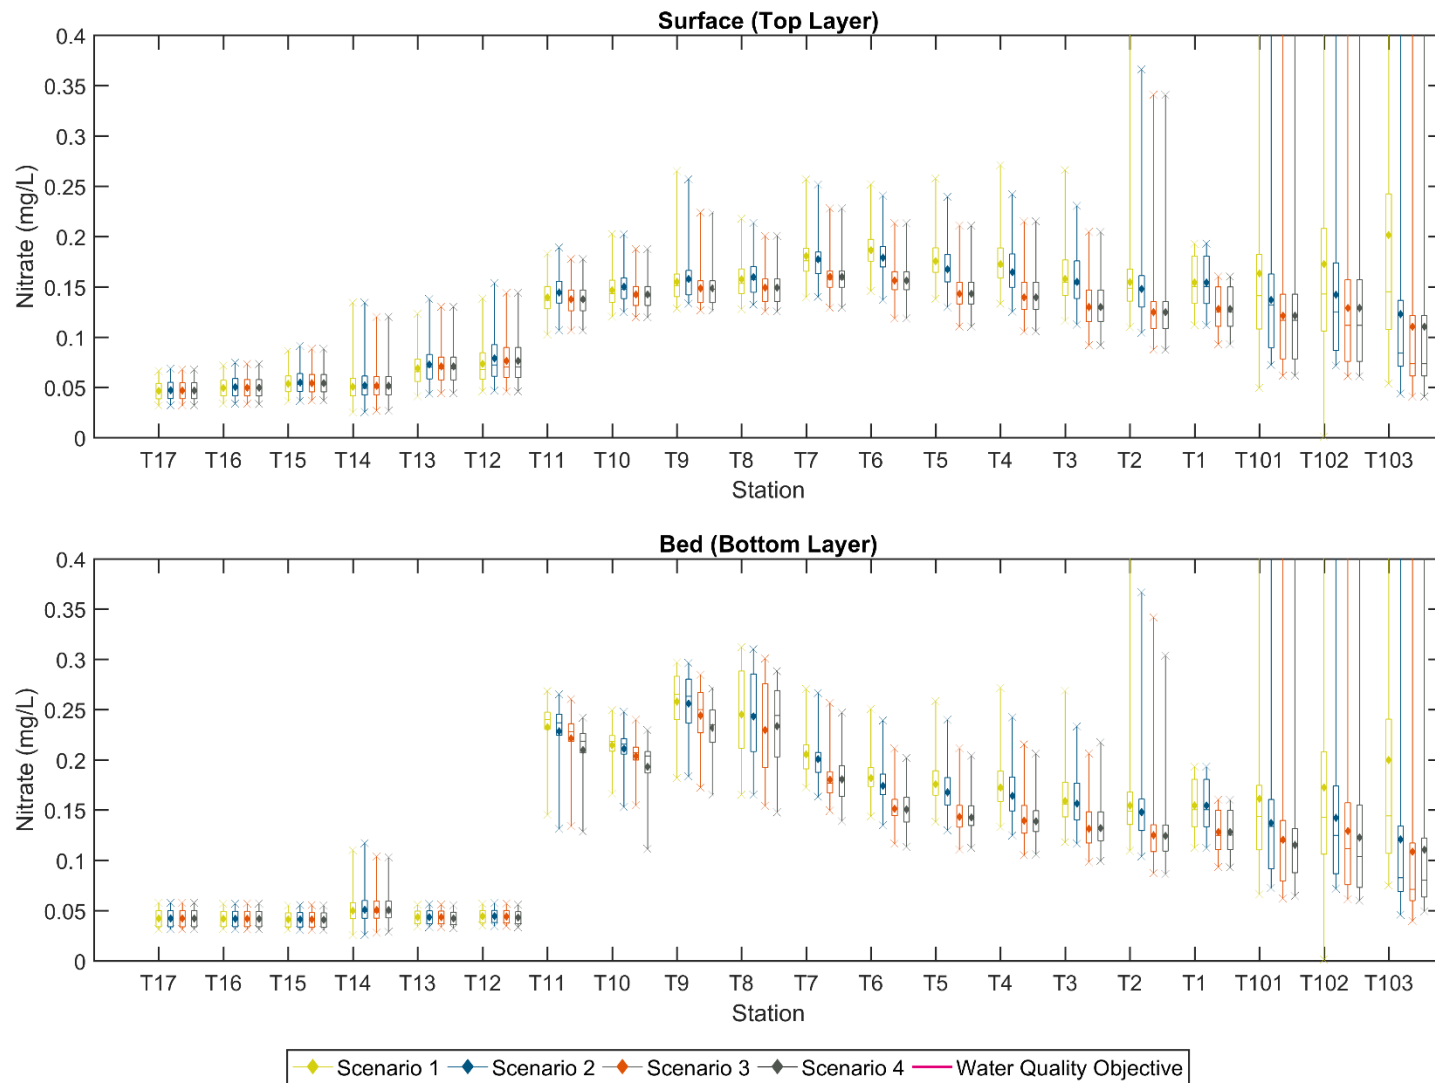 Surface (Top Layer)
0.4
0.35
0.3
0.25
0.2
0.15
0.1
0.05
0
Nitrate (mg/L)
T17 T16 T15 T14 T13 T12 T11 T10 T9 T8 T7 T6 T5 T4 T3 T2 T1 T101 T102 T103
Station
Bed (Bottom Layer)
0.4
0.35
0.3
0.25
0.2
0.15
0.1
0.05
0
Nitrate (mg/L)
T17 T16 T15 T14 T13 T12 T11 T10 T9 T8 T7 T6 T5 T4 T3 T2 T1 T101 T102 T103
Station
Scenario 1 Scenario 2 Scenario 3 Scenario 4 Water Quality Objective